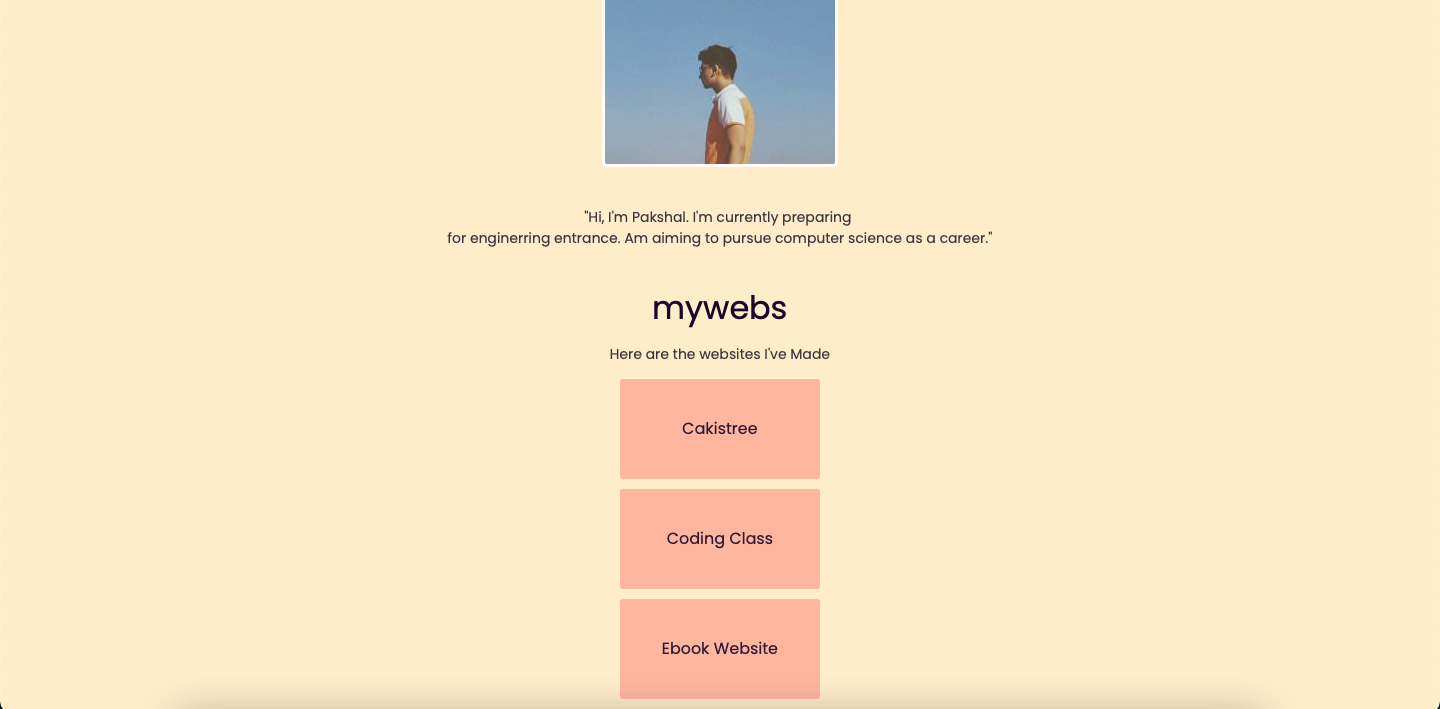 "Hi, I'm Pakshal. I'm currently preparing
for enginerring entrance. Am aiming to pursue computer science as a career."
mywebs
Here are the websites I've Made
Cakistree
Coding Class
Ebook Website